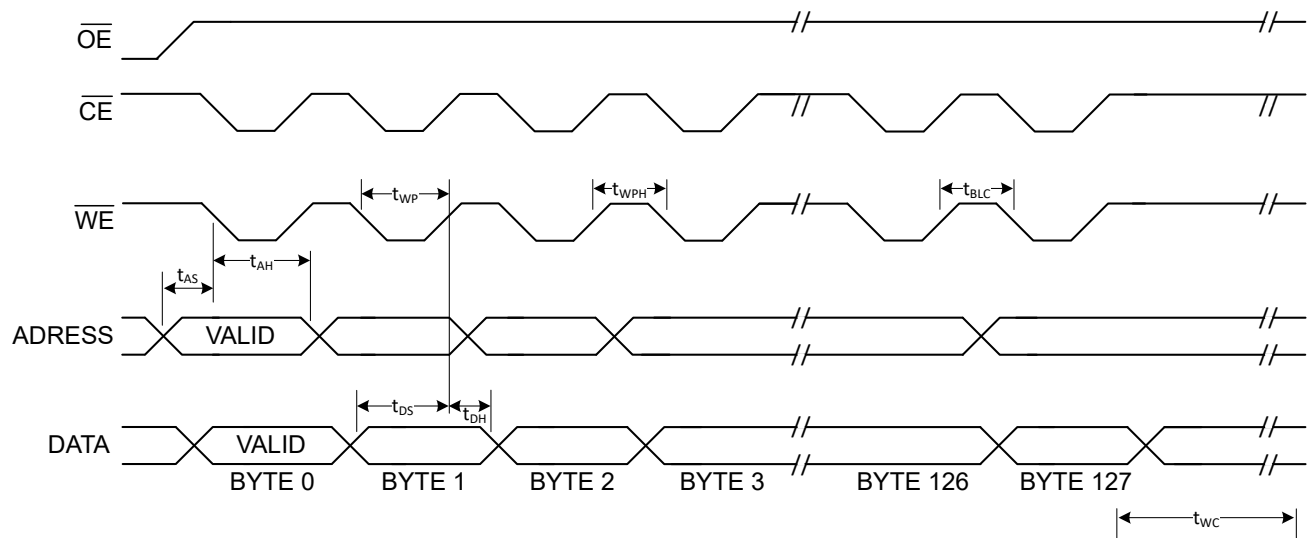 OE
CE
WE
tWP
tWPH
tBLC
tAS
tAH
ADRESS
VALID
tDS
tDH
DATA
VALID
BYTE 0 BYTE 1 BYTE 2 BYTE 3 BYTE 126 BYTE 127
tWC